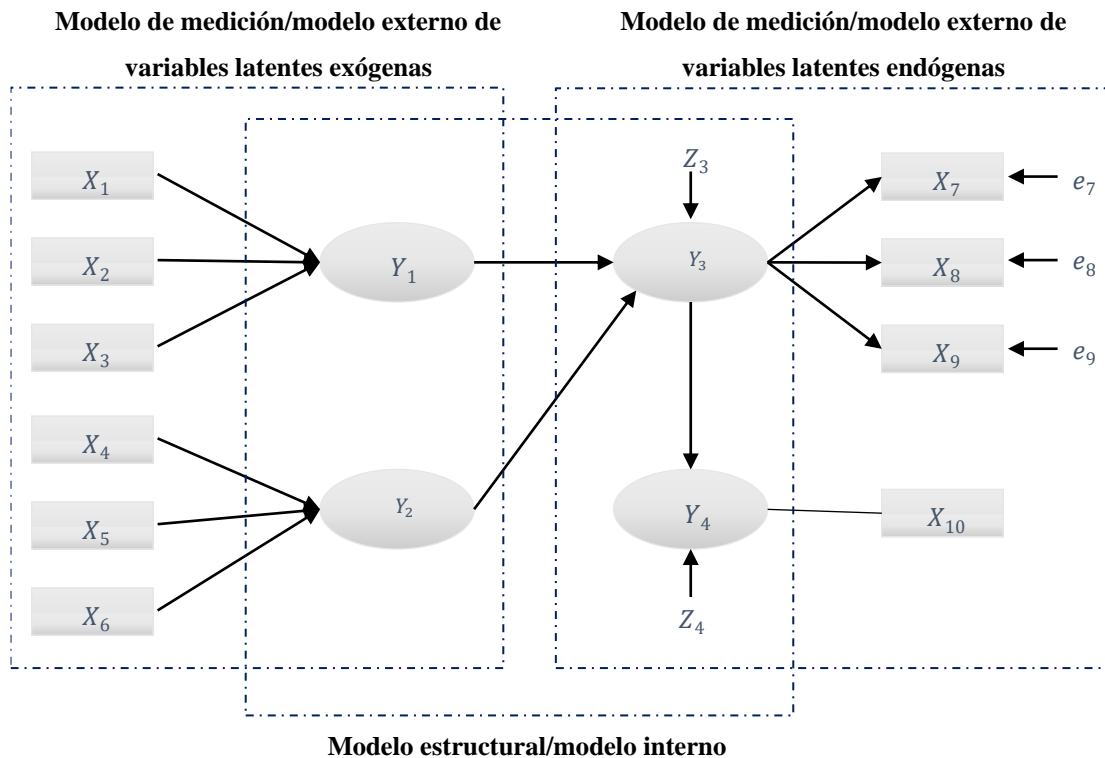 Modelo de medición/modelo externo de
variables latentes exógenas
Modelo de medición/modelo externo de
variables latentes endógenas
X₁
X₂
X₃
X₄
X₅
X₆
Y₁
Y₂
Z₃
Y₃
Y₄
Z₄
X₇
X₈
X₉
X₁₀
e₇
e₈
e₉
Modelo estructural/modelo interno